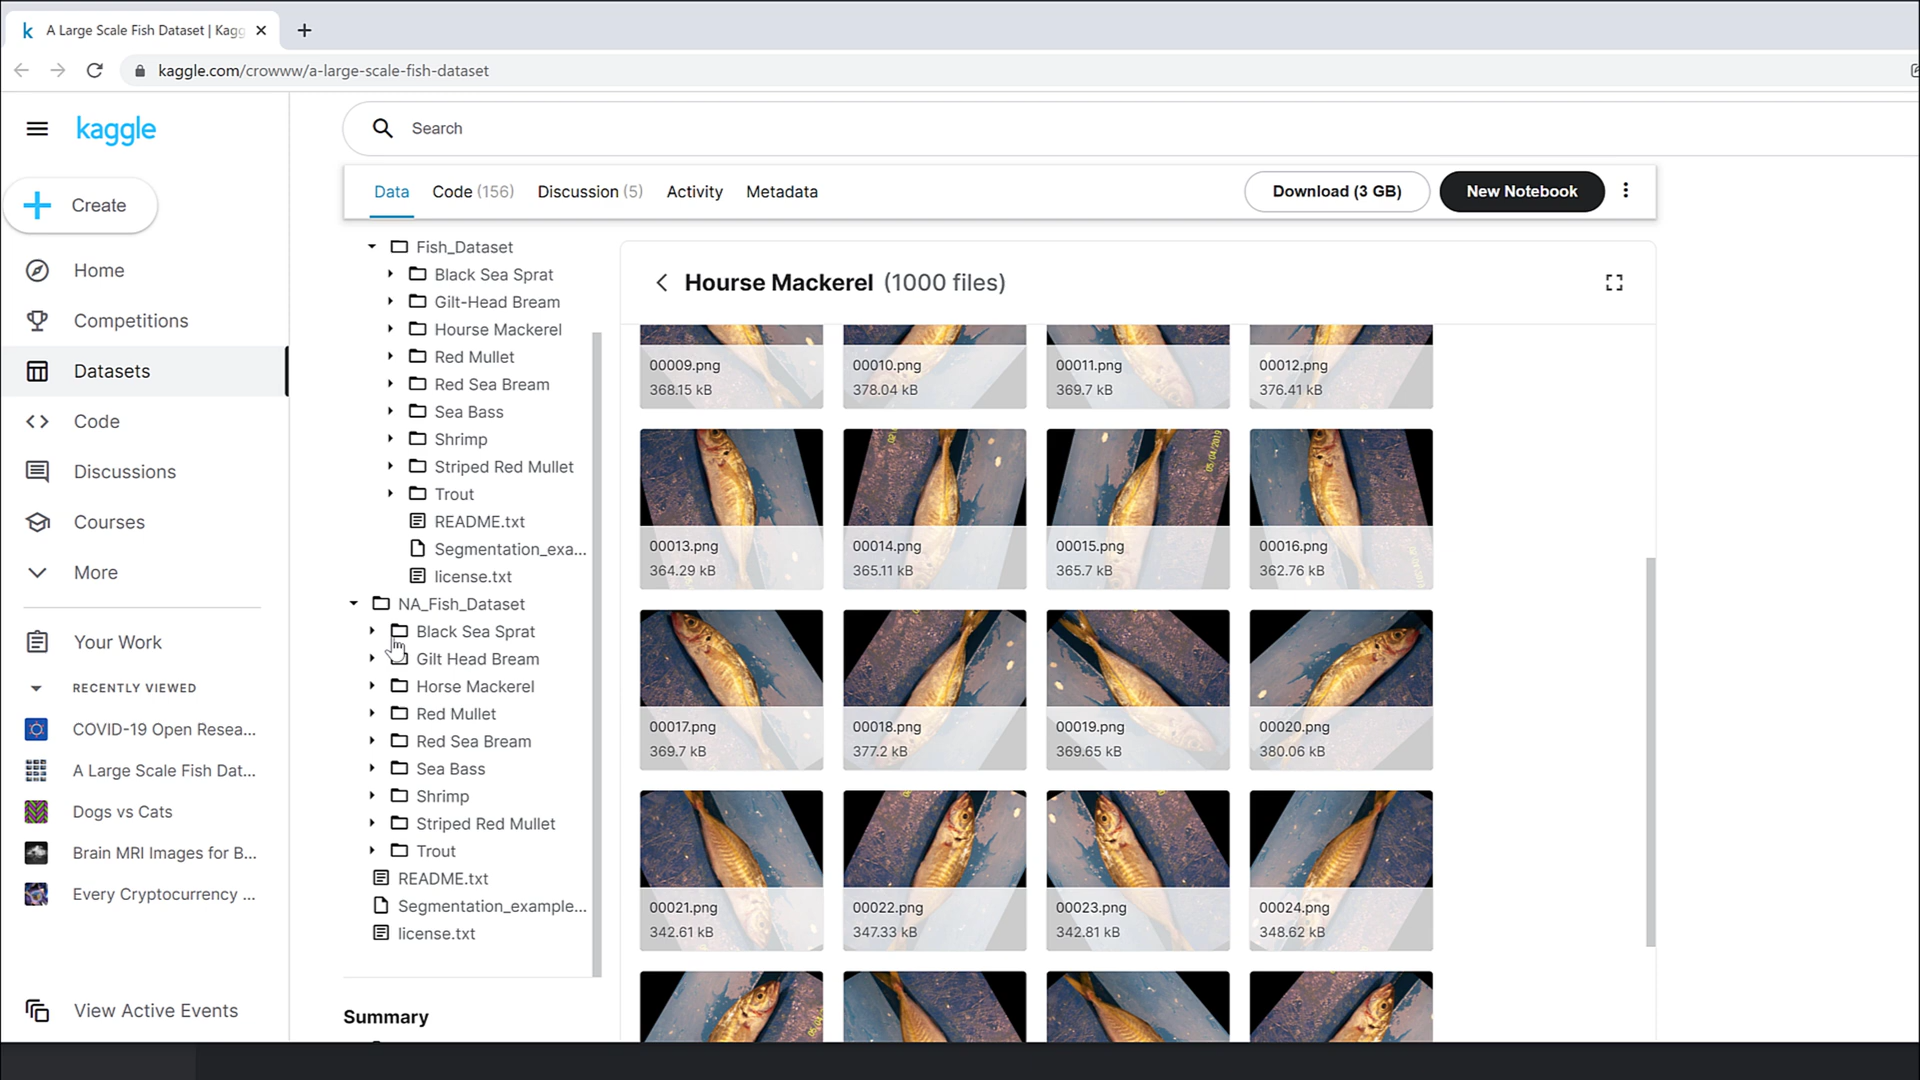 A Large Scale Fish Dataset | Kagg
kaggle.com/crowww/a-large-scale-fish-dataset
kaggle
Search
Create
Home
Competitions
Datasets
Code
Discussions
Courses
More
Your Work
RECENTLY VIEWED
COVID-19 Open Resea...
A Large Scale Fish Dat...
Dogs vs Cats
Brain MRI Images for B...
Every Cryptocurrency ...
View Active Events
Data Code (156) Discussion (5) Activity Metadata
Download (3 GB) New Notebook
Fish_Dataset
Black Sea Sprat
Gilt-Head Bream
Hourse Mackerel
Red Mullet
Red Sea Bream
Sea Bass
Shrimp
Striped Red Mullet
Trout
README.txt
Segmentation_exa...
license.txt
NA_Fish_Dataset
Black Sea Sprat
Gilt Head Bream
Horse Mackerel
Red Mullet
Red Sea Bream
Sea Bass
Shrimp
Striped Red Mullet
Trout
README.txt
Segmentation_example...
license.txt
Summary
Hourse Mackerel (1000 files)
00009.png 00010.png 00011.png 00012.png
368.15 kB 378.04 kB 369.7 kB 376.41 kB
05/04/2019
00013.png 00014.png 00015.png 00016.png
364.29 kB 365.11 kB 365.7 kB 362.76 kB
00017.png 00018.png 00019.png 00020.png
369.7 kB 377.2 kB 369.65 kB 380.06 kB
00021.png 00022.png 00023.png 00024.png
342.61 kB 347.33 kB 342.81 kB 348.62 kB